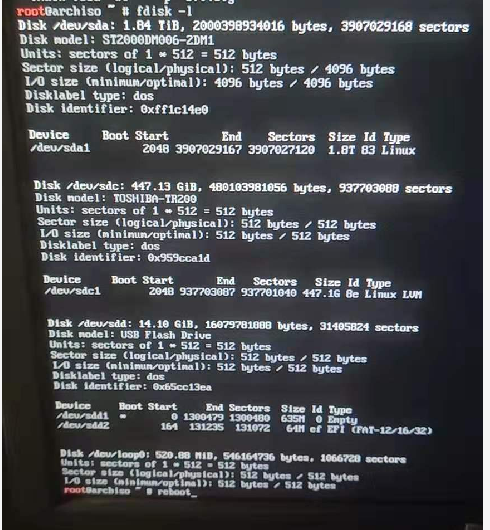 root@archiso ~ # fdisk -l
Disk /dev/sda: 1.84 TiB, 2000398934016 bytes, 3907029168 sectors
Disk model: ST2000DM006-2DM1
Units: sectors of 1 * 512 = 512 bytes
Sector size (logical/physical): 512 bytes / 4096 bytes
I/O size (minimum/optimal): 4096 bytes / 4096 bytes
Disklabel type: dos
Disk identifier: 0xff1c14e0
Device Boot Start End Sectors Size Id Type
/dev/sda1 2048 3907029167 3907027120 1.8T 83 Linux
Disk /dev/sdc: 447.13 GiB, 480103981056 bytes, 937703088 sectors
Disk model: TOSHIBA-TR200
Units: sectors of 1 * 512 = 512 bytes
Sector size (logical/physical): 512 bytes / 512 bytes
I/O size (minimum/optimal): 512 bytes / 512 bytes
Disklabel type: dos
Disk identifier: 0x959cca1d
Device Boot Start End Sectors Size Id Type
/dev/sdc1 2048 937703087 937701040 447.1G 8e Linux LVM
Disk /dev/sdd: 14.10 GiB, 16079781888 bytes, 31405824 sectors
Disk model: USB Flash Drive
Units: sectors of 1 * 512 = 512 bytes
Sector size (logical/physical): 512 bytes / 512 bytes
I/O size (minimum/optimal): 512 bytes / 512 bytes
Disklabel type: dos
Disk identifier: 0x65cc13ea
Device Boot Start End Sectors Size Id Type
/dev/sdd1 * 0 1300479 1300480 635M 0 Empty
/dev/sdd2 164 131235 131072 64M ef EFI (FAT-12/16/32)
Disk /dev/loop0: 520.88 MiB, 546164736 bytes, 1066728 sectors
Units: sectors of 1 * 512 = 512 bytes
Sector size (logical/physical): 512 bytes / 512 bytes
I/O size (minimum/optimal): 512 bytes / 512 bytes
root@archiso ~ # reboot_